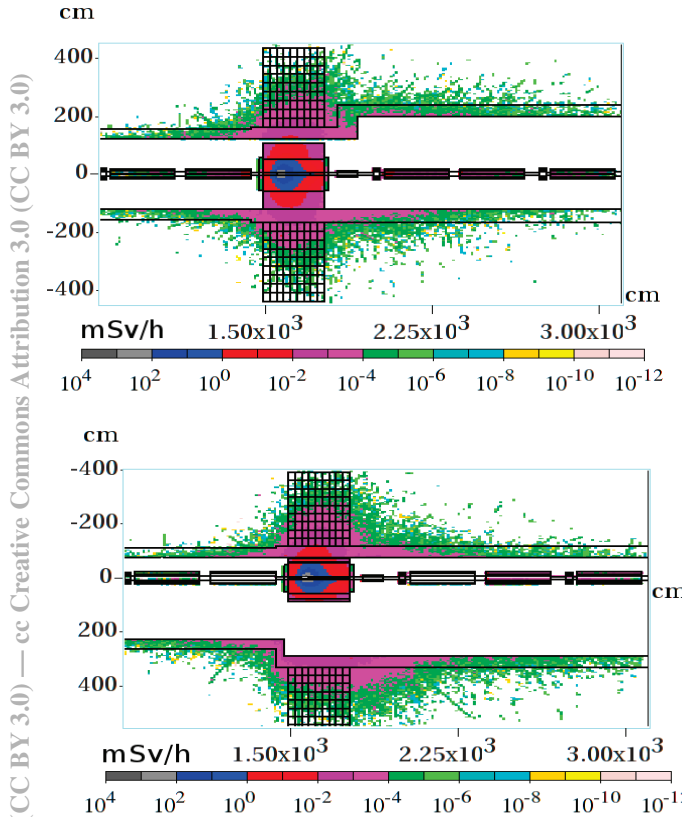 cm
400
200
0
-200
-400
cm
mSv/h
1.50x10³ 2.25x10³ 3.00x10³
10⁴ 10² 10⁰ 10⁻² 10⁻⁴ 10⁻⁶ 10⁻⁸ 10⁻¹⁰ 10⁻¹²
cm
-400
-200
0
cm
200
400
mSv/h
1.50x10³ 2.25x10³ 3.00x10³
10⁴ 10² 10⁰ 10⁻² 10⁻⁴ 10⁻⁶ 10⁻⁸ 10⁻¹⁰
(CC BY 3.0) — cc Creative Commons Attribution 3.0 (CC BY 3.0)